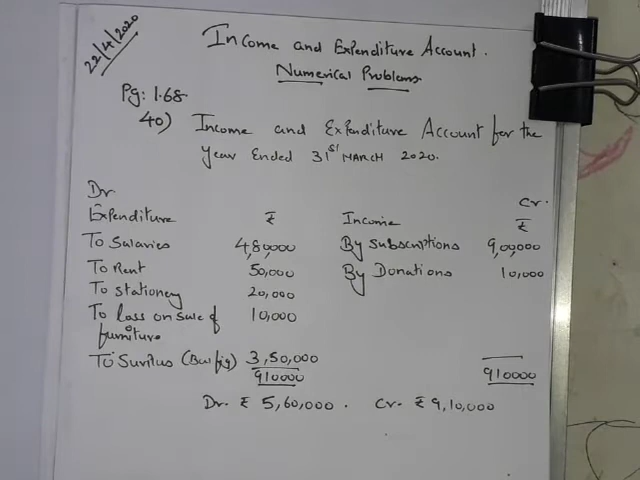 22/4/2020
Income and Expenditure Account.
Numerical Problems
Pg: 1.68
40) Income and Expenditure Account for the
year Ended 31st MARCH 2020.
Dr Cr.
Expenditure ₹ Income ₹
To Salaries 4,80,000 By Subscriptions 9,00,000
To Rent 50,000 By Donations 10,000
To Stationery 20,000
To Loss on sale of 10,000
furniture
To Surplus (Bal fig) 3,50,000
910000 910000
Dr. ₹ 5,60,000. Cr. ₹ 9,10,000